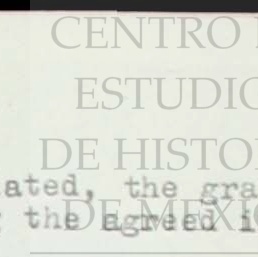 CENTRO
ESTUDIO
DE HISTO
ated, the gra
the agreed i
DE MEXIC